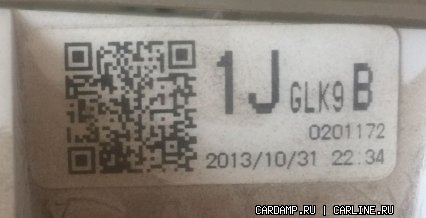 1J GLK9 B
0201172
2013/10/31 22:34
CARDAMP.RU | CARLINE.RU